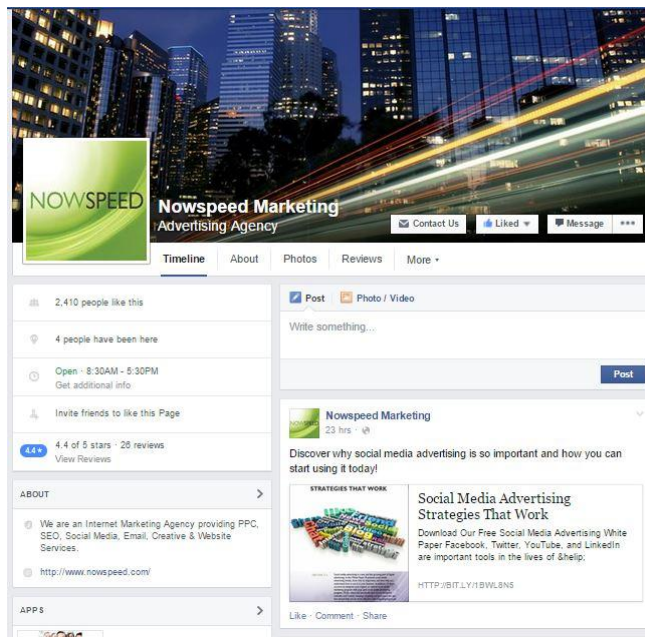 NOWSPEED
Nowspeed Marketing
Advertising Agency
Contact Us
Liked
Message
Timeline
About
Photos
Reviews
More
2,410 people like this
4 people have been here
Open · 8:30AM - 5:30PM
Get additional info
Invite friends to like this Page
4.4
4.4 of 5 stars · 26 reviews
View Reviews
ABOUT
We are an Internet Marketing Agency providing PPC,
SEO, Social Media, Email, Creative & Website
Services.
http://www.nowspeed.com/
APPS
Post
Photo / Video
Write something...
Post
Nowspeed Marketing
23 hrs ·
Discover why social media advertising is so important and how you can
start using it today!
STRATEGIES THAT WORK
Blog
Social Media Advertising
Strategies That Work
Download Our Free Social Media Advertising White
Paper Facebook, Twitter, YouTube, and LinkedIn
are important tools in the lives of &help;
HTTP://BIT.LY/1BWL8NS
Like · Comment · Share